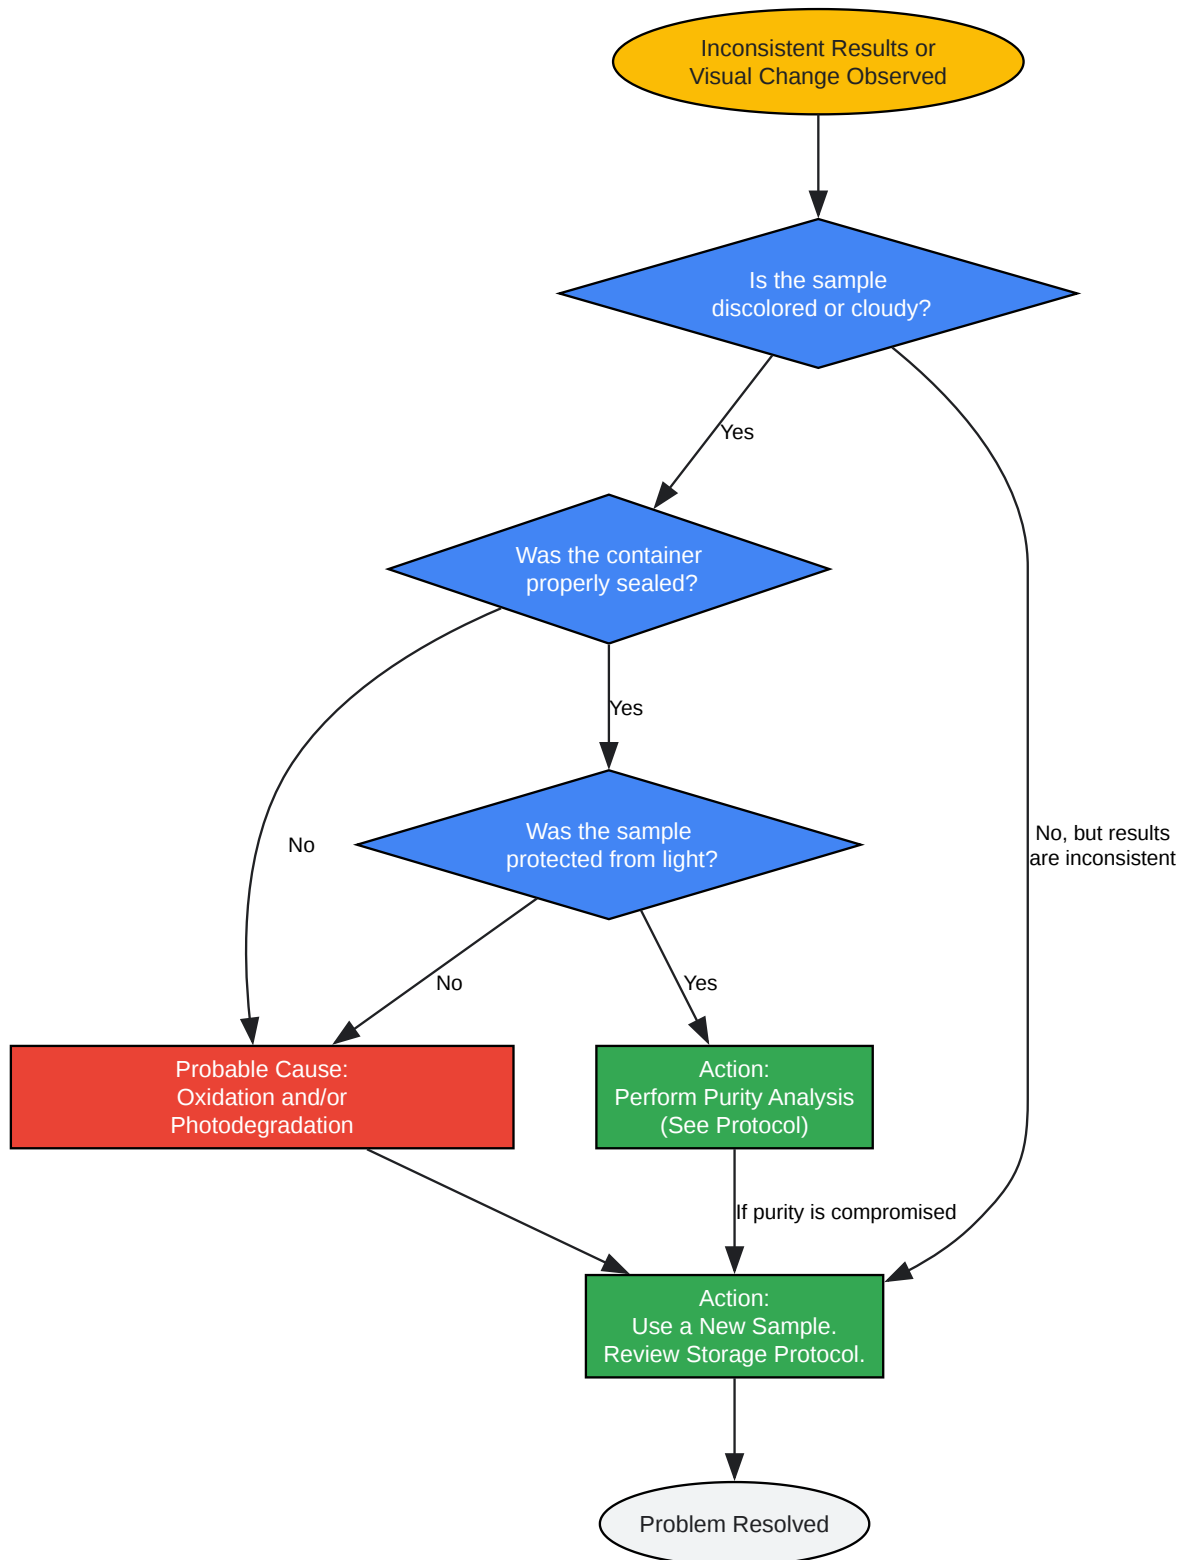 Inconsistent Results or
Visual Change Observed
Is the sample
discolored or cloudy?
Yes
Was the container
properly sealed?
Yes
No
Was the sample
protected from light?
No, but results
are inconsistent
No
Yes
Probable Cause:
Oxidation and/or
Photodegradation
Action:
Perform Purity Analysis
(See Protocol)
If purity is compromised
Action:
Use a New Sample.
Review Storage Protocol.
Problem Resolved